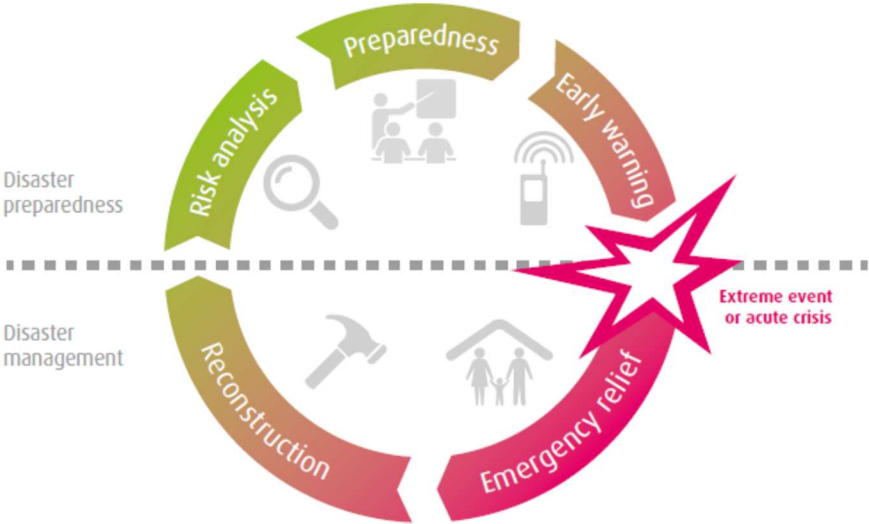 Preparedness
Early warning
Risk analysis
Disaster
preparedness
Extreme event
or acute crisis
Disaster
management
Reconstruction
Emergency relief